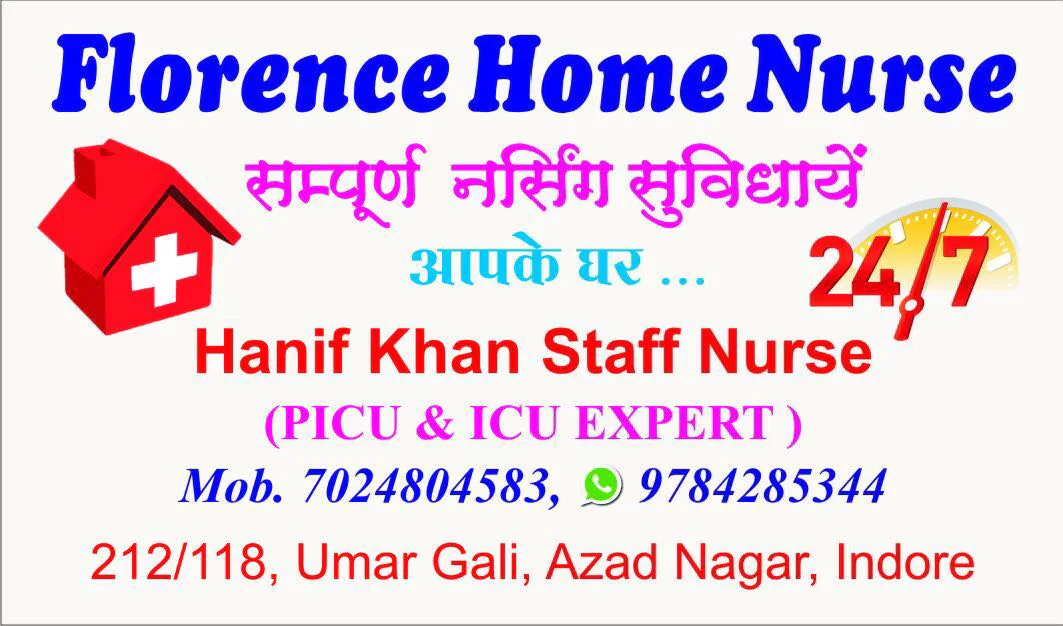 Florence Home Nurse
सम्पूर्ण नर्सिंग सुविधायें
आपके घर ...
24/7
Hanif Khan Staff Nurse
(PICU & ICU EXPERT )
Mob. 7024804583, 9784285344
212/118, Umar Gali, Azad Nagar, Indore